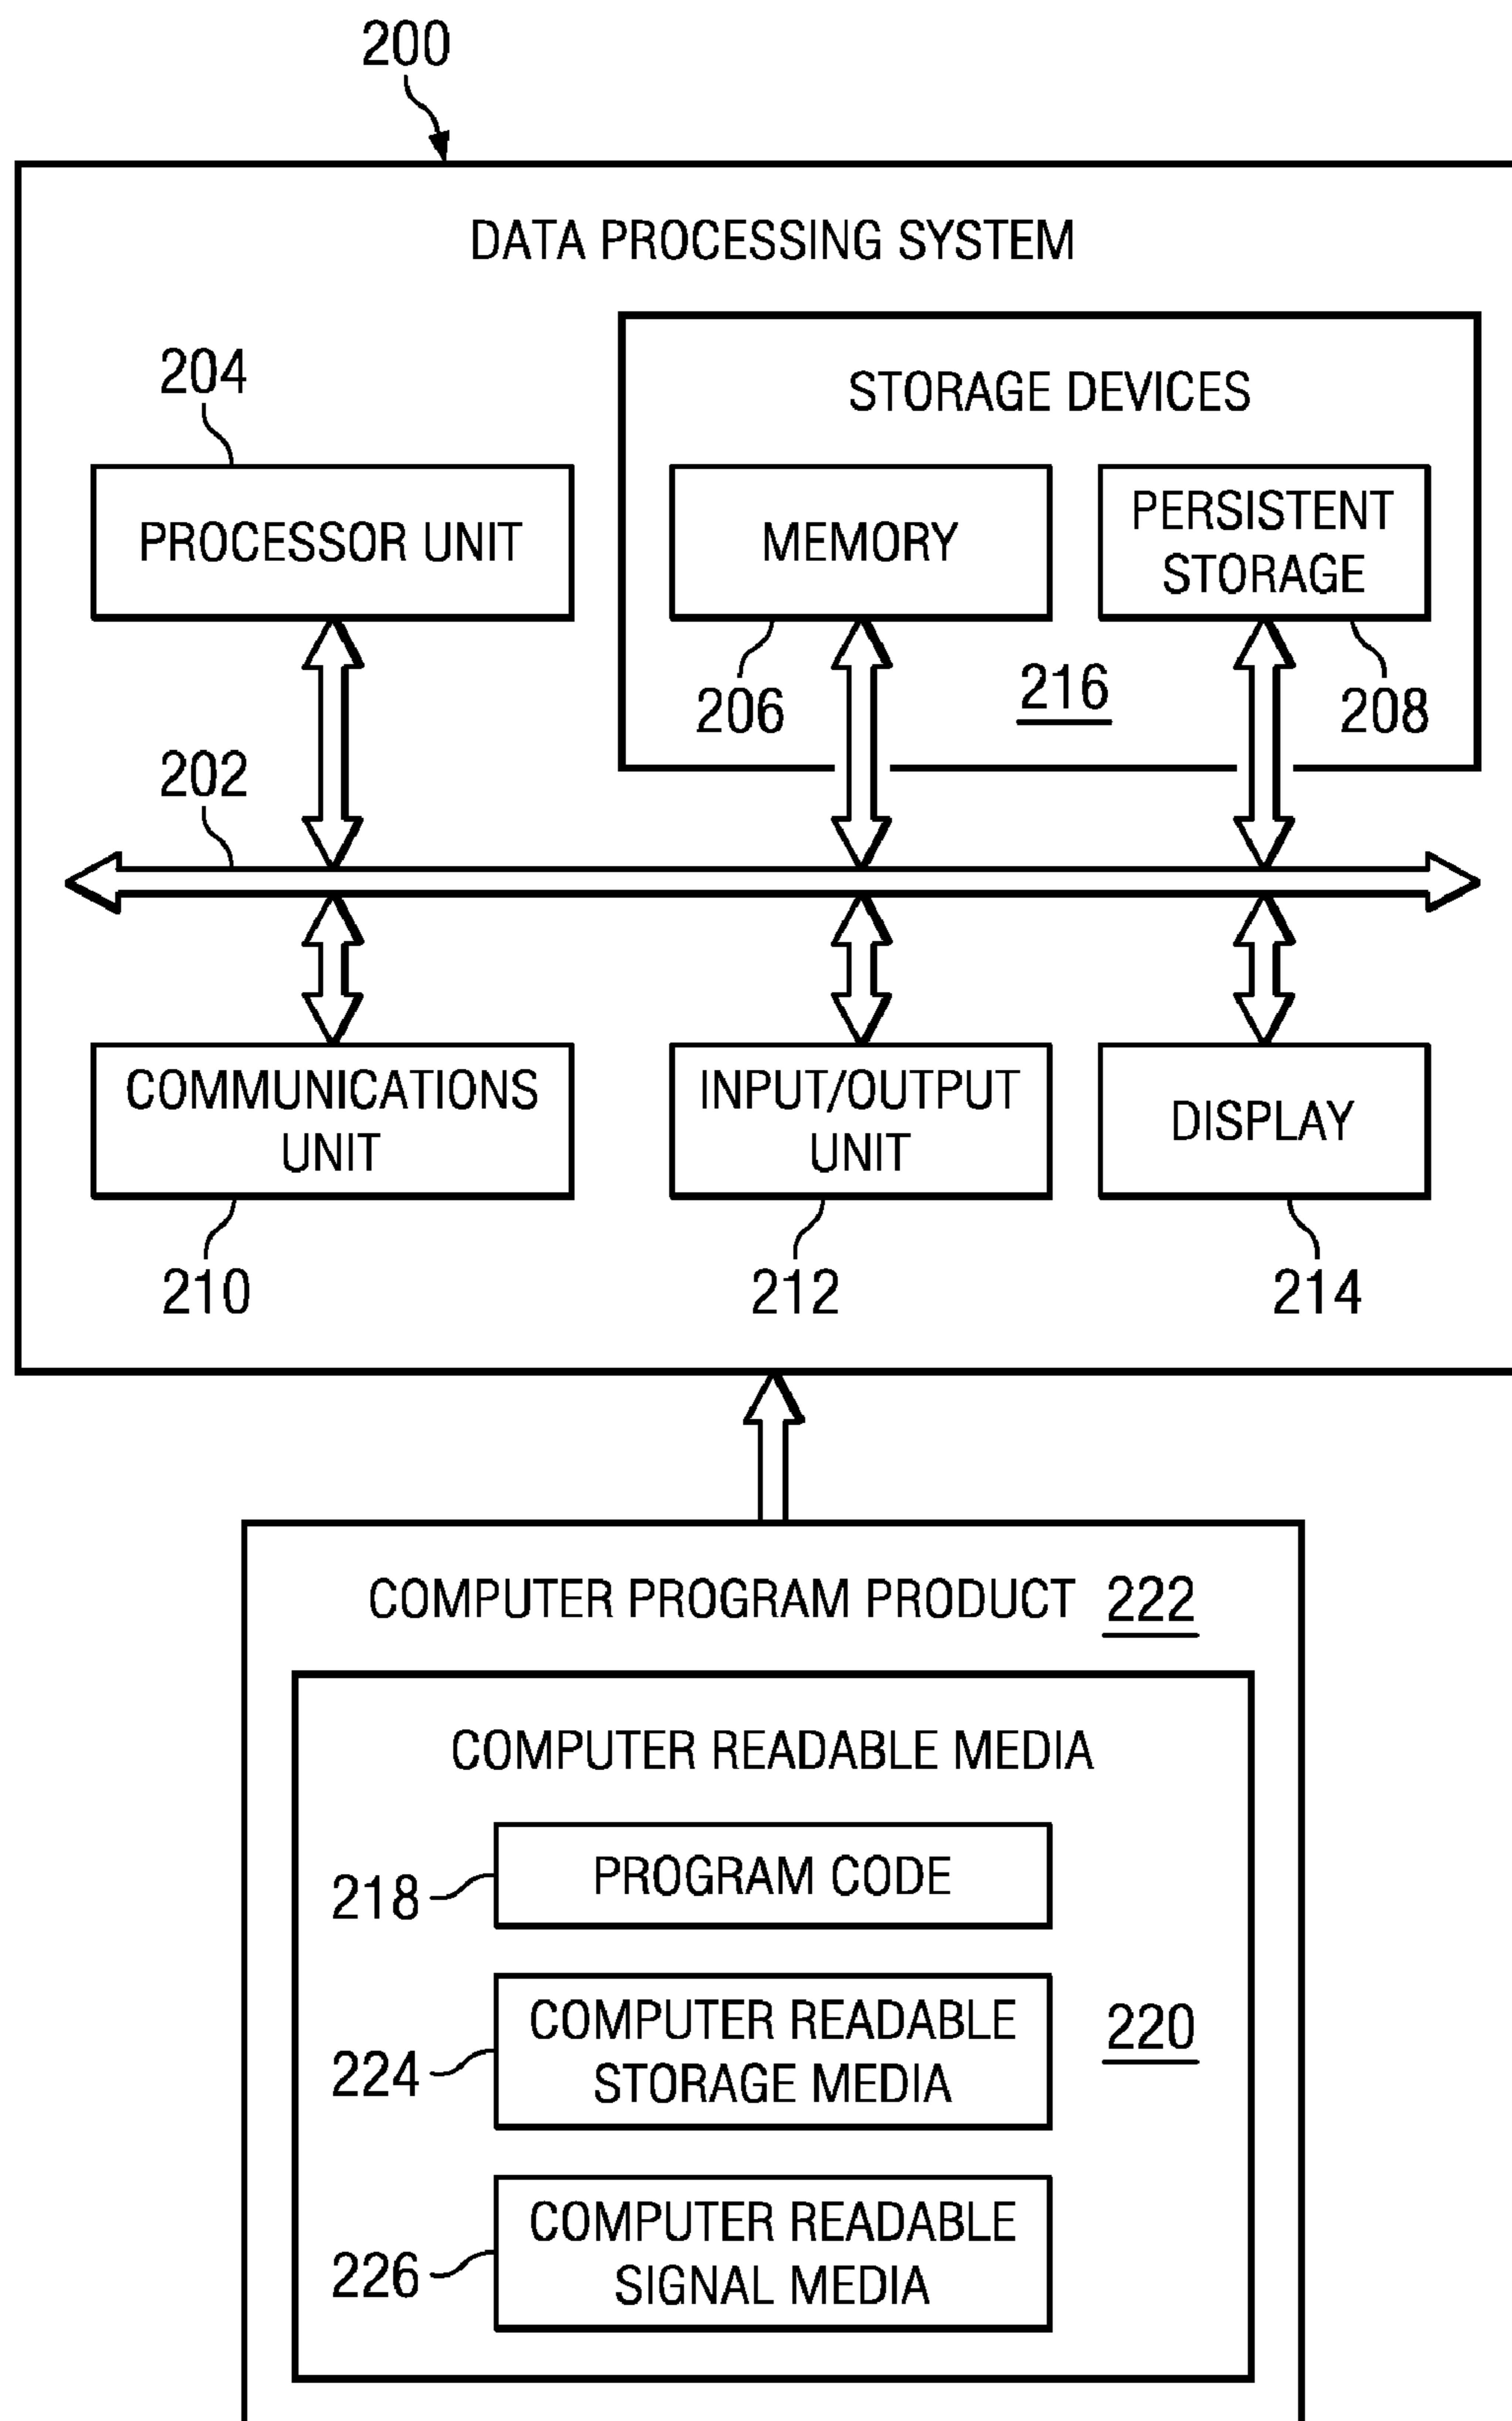 200
DATA PROCESSING SYSTEM
204
STORAGE DEVICES
PROCESSOR UNIT
MEMORY
PERSISTENT
STORAGE
206
216
208
202
COMMUNICATIONS
UNIT
INPUT/OUTPUT
UNIT
DISPLAY
210
212
214
COMPUTER PROGRAM PRODUCT 222
COMPUTER READABLE MEDIA
218
PROGRAM CODE
224
COMPUTER READABLE
STORAGE MEDIA
220
226
COMPUTER READABLE
SIGNAL MEDIA